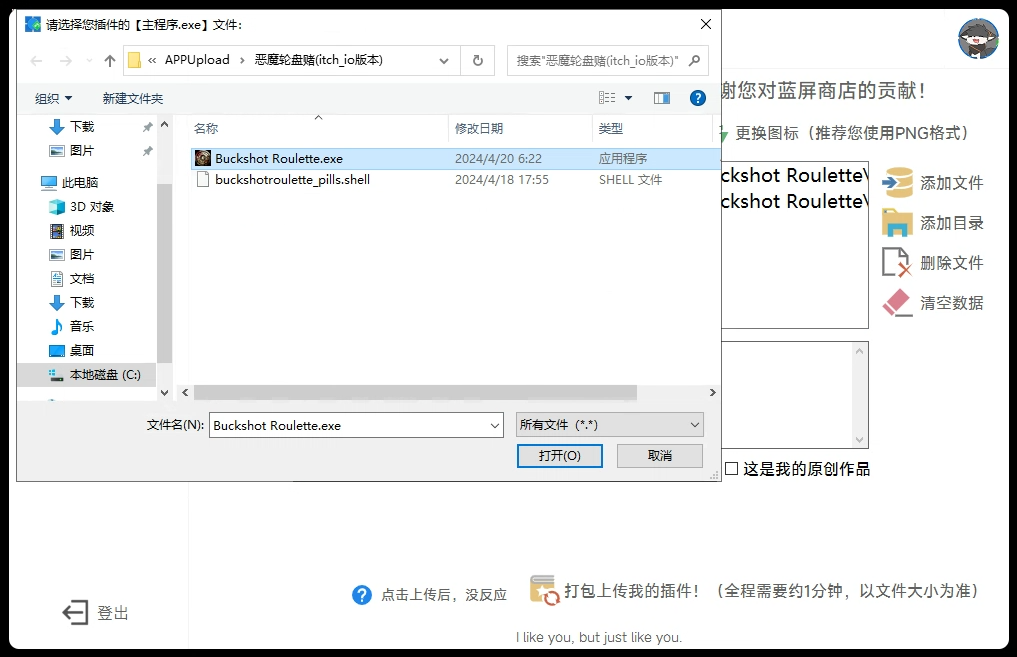 请选择您插件的【主程序.exe】文件:
« APPUpload › 恶魔轮盘赌(itch_io版本)
搜索"恶魔轮盘赌(itch_io版本)"
组织 新建文件夹
名称 修改日期 类型
Buckshot Roulette.exe 2024/4/20 6:22 应用程序
buckshotroulette_pills.shell 2024/4/18 17:55 SHELL 文件
下载
图片
此电脑
3D 对象
视频
图片
文档
下载
音乐
桌面
本地磁盘 (C:)
文件名(N): Buckshot Roulette.exe 所有文件 (*.*)
打开(O) 取消
谢您对蓝屏商店的贡献！
更换图标（推荐您使用PNG格式）
ckshot Roulette\
ckshot Roulette\
添加文件
添加目录
删除文件
清空数据
这是我的原创作品
点击上传后，没反应
打包上传我的插件！（全程需要约1分钟，以文件大小为准）
登出
I like you, but just like you.